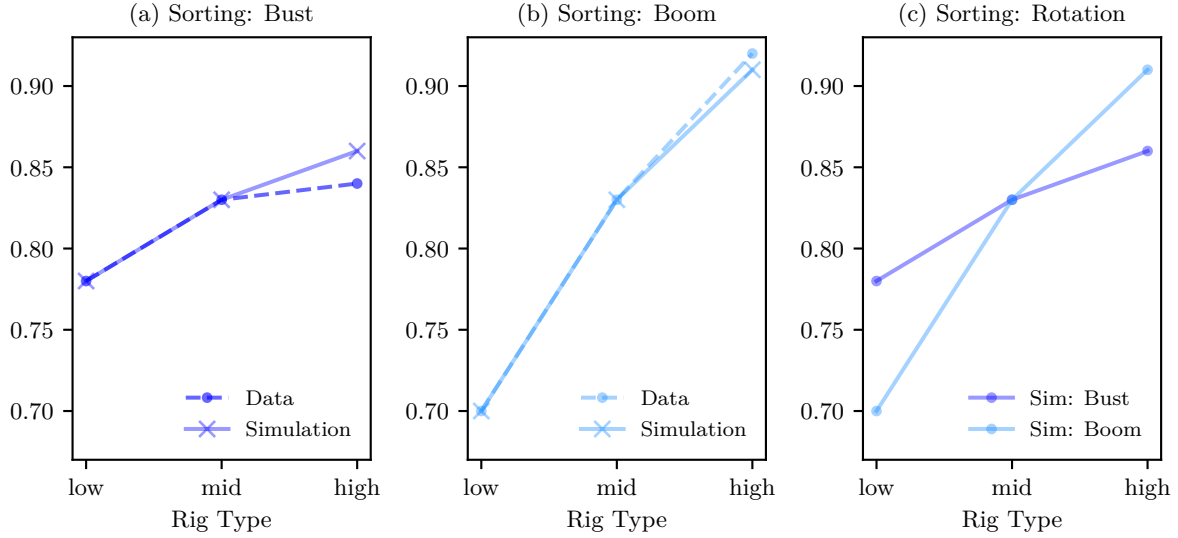 (a) Sorting: Bust
0.90
0.85
0.80
0.75
0.70
Data
Simulation
low mid high
Rig Type
(b) Sorting: Boom
0.90
0.85
0.80
0.75
0.70
Data
Simulation
low mid high
Rig Type
(c) Sorting: Rotation
0.90
0.85
0.80
0.75
0.70
Sim: Bust
Sim: Boom
low mid high
Rig Type